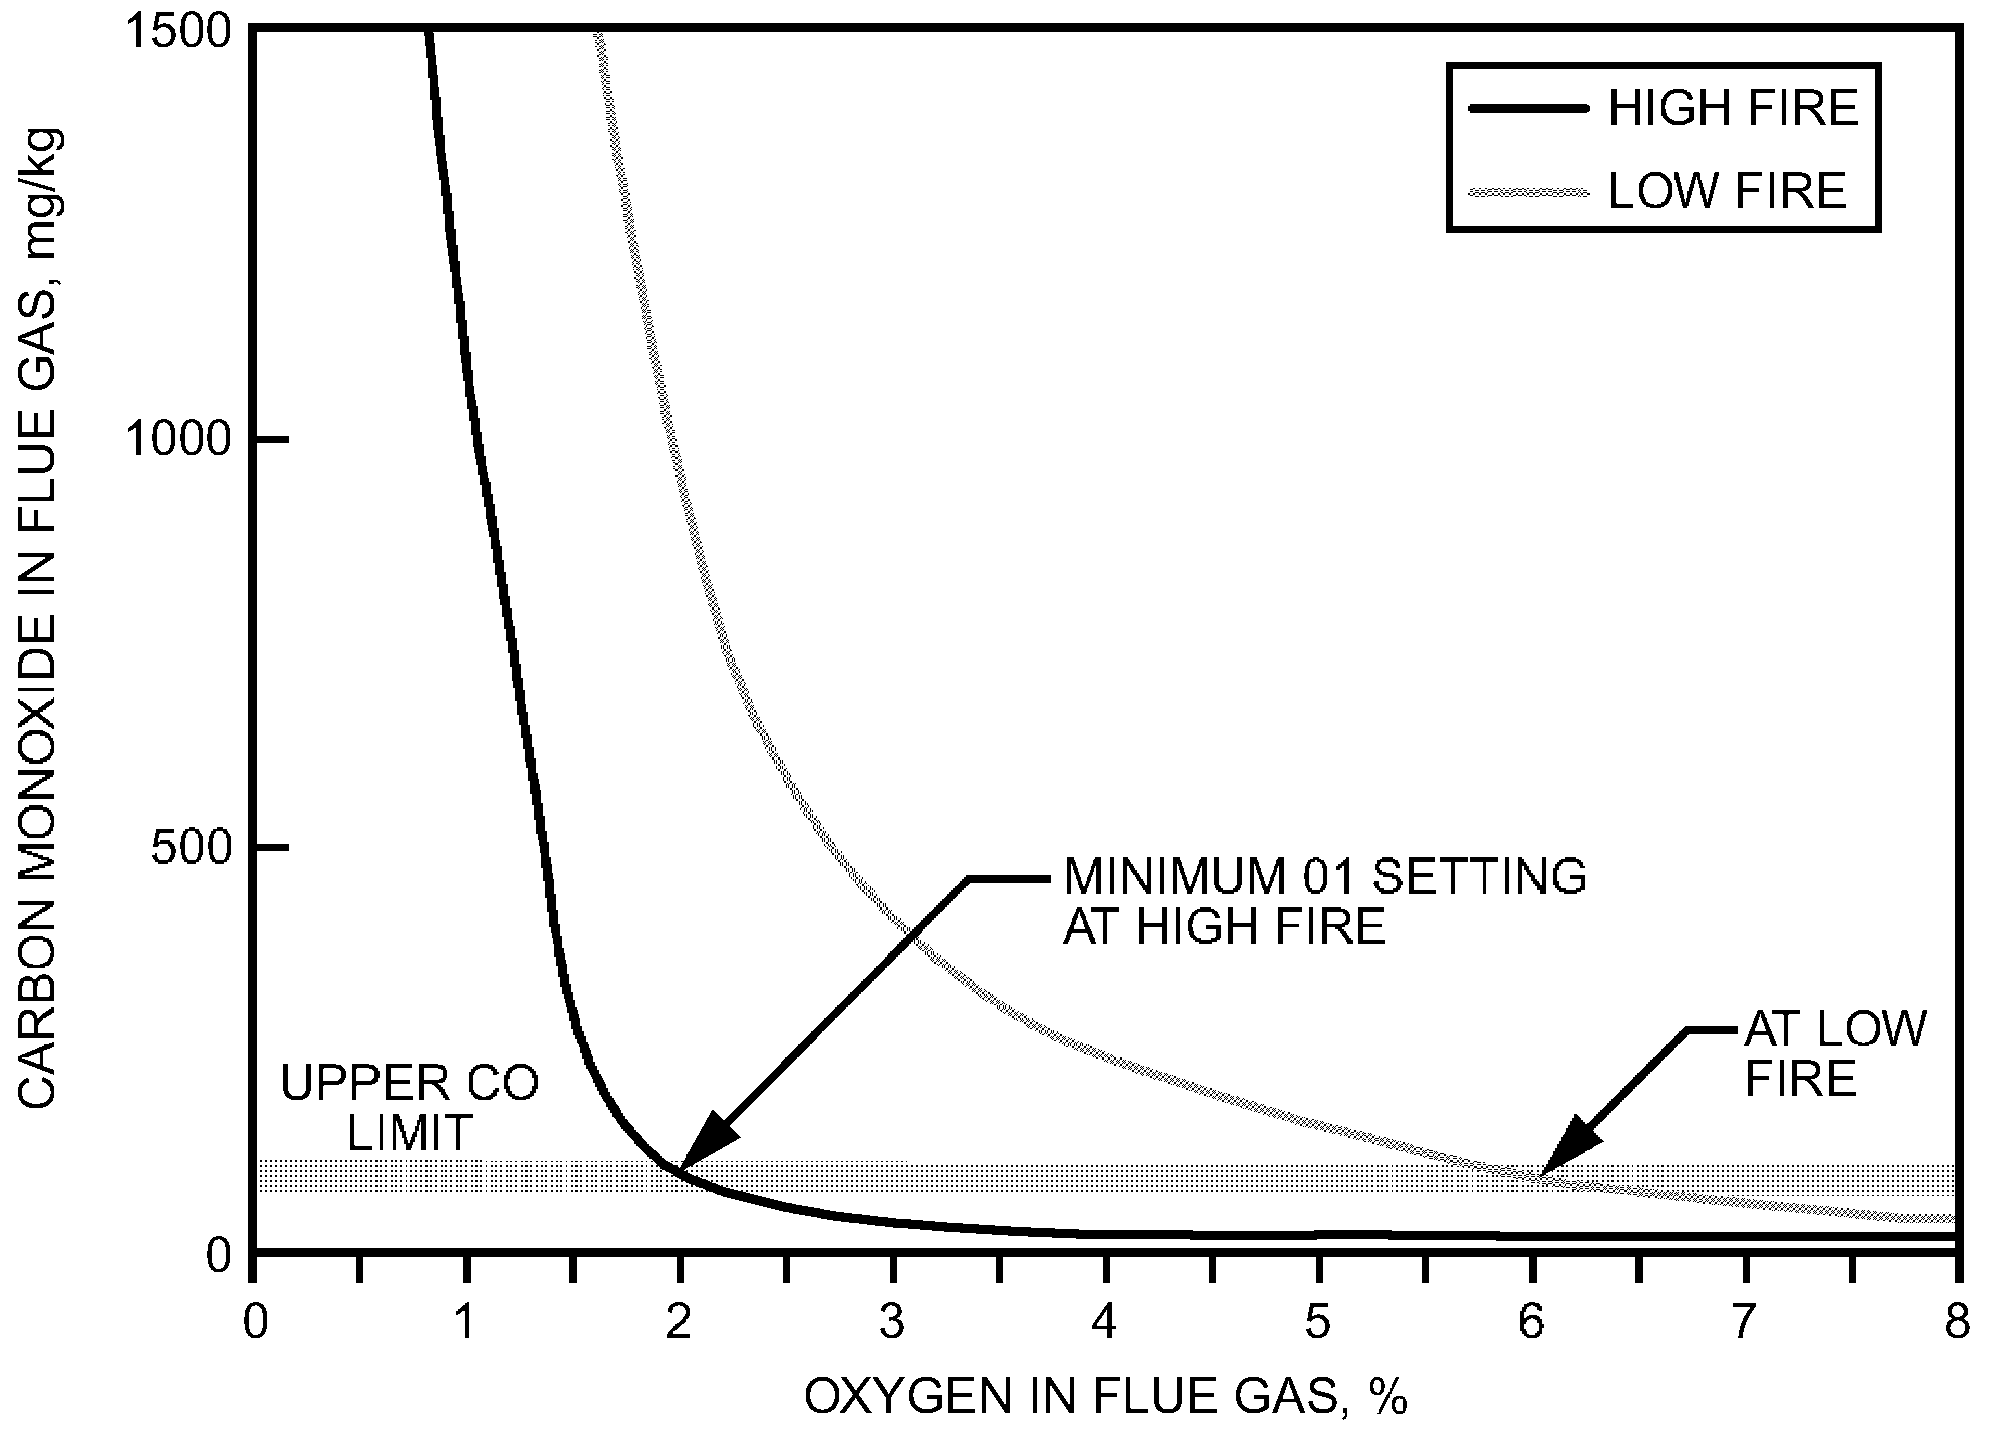 CARBON MONOXIDE IN FLUE GAS, mg/kg
1500
1000
500
0
HIGH FIRE
LOW FIRE
MINIMUM 01 SETTING
AT HIGH FIRE
AT LOW
FIRE
UPPER CO
LIMIT
0 1 2 3 4 5 6 7 8
OXYGEN IN FLUE GAS, %